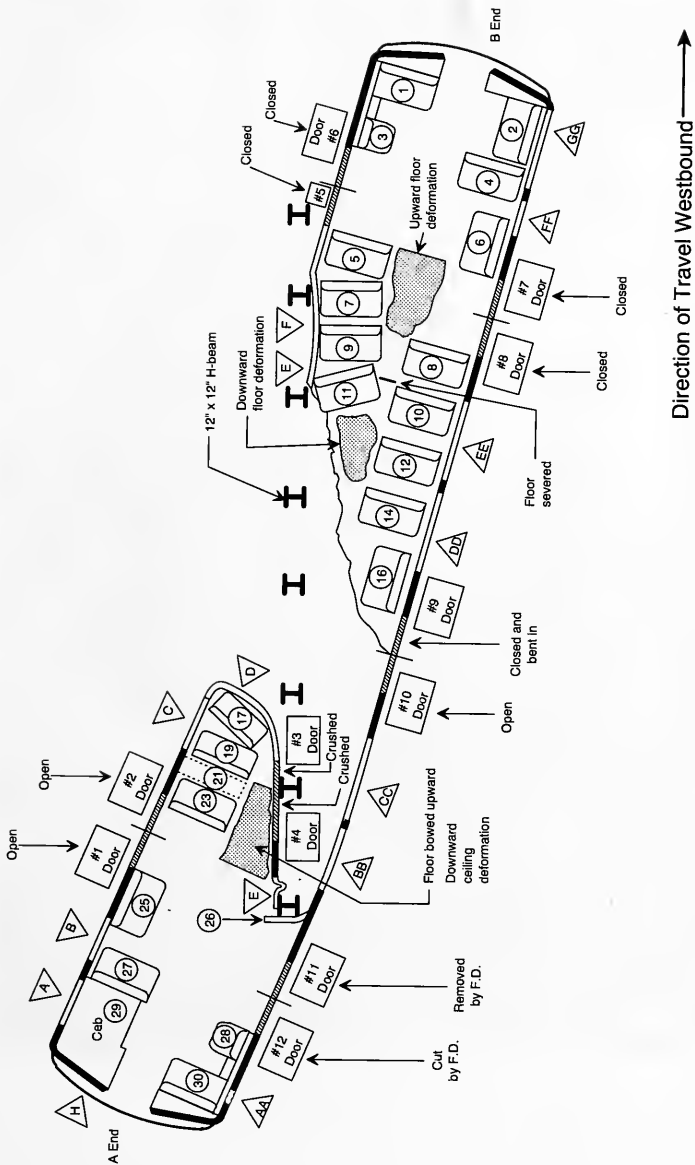 B End
Closed
Closed
Door
#6
#5
1
3
2
GG
4
6
FF
#7
Door
Closed
Upward floor
deformation
5
7
F
9
E
11
8
#8
Door
Closed
12" x 12" H-beam
Downward
floor deformation
10
12
EE
Floor
severed
14
16
DD
#9
Door
Closed and
bent in
#10
Door
Open
D
C
17
19
21
23
#3
Door
Crushed
Crushed
#4
Door
CC
BB
Open
#2
Door
Open
#1
Door
Floor bowed upward
Downward
ceiling
deformation
E
26
25
B
27
A
Cab
29
28
30
#11
Door
Removed
by F.D.
#12
Door
Cut
by F.D.
AA
H
A End
Direction of Travel Westbound